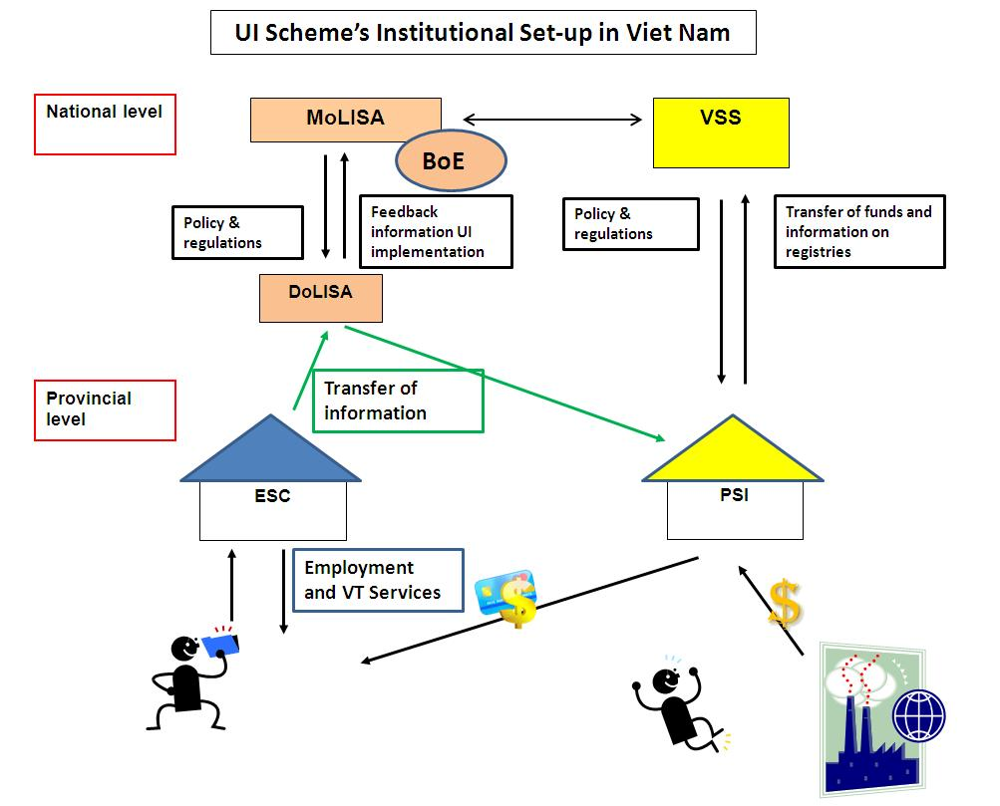 UI Scheme's Institutional Set-up in Viet Nam
National level
MoLISA
VSS
BoE
Policy &
regulations
Feedback
information UI
implementation
Policy &
regulations
Transfer of funds and
information on
registries
DoLISA
Provincial
level
Transfer of
information
ESC
PSI
Employment
and VT Services
$
$